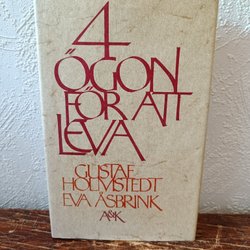 4
ÖGON
FÖR ATT
LEVA
GUSTAF
HOLMSTEDT
EVA ÅSBRINK
A&K